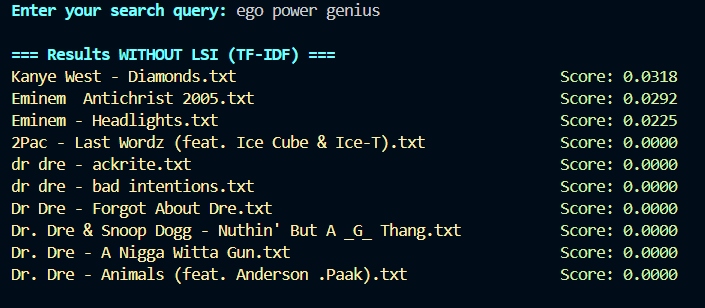 Enter your search query: ego power genius
=== Results WITHOUT LSI (TF-IDF) ===
Kanye West - Diamonds.txt Score: 0.0318
Eminem  Antichrist 2005.txt Score: 0.0292
Eminem - Headlights.txt Score: 0.0225
2Pac - Last Wordz (feat. Ice Cube & Ice-T).txt Score: 0.0000
dr dre - ackrite.txt Score: 0.0000
dr dre - bad intentions.txt Score: 0.0000
Dr Dre - Forgot About Dre.txt Score: 0.0000
Dr. Dre & Snoop Dogg - Nuthin' But A _G_ Thang.txt Score: 0.0000
Dr. Dre - A Nigga Witta Gun.txt Score: 0.0000
Dr. Dre - Animals (feat. Anderson .Paak).txt Score: 0.0000